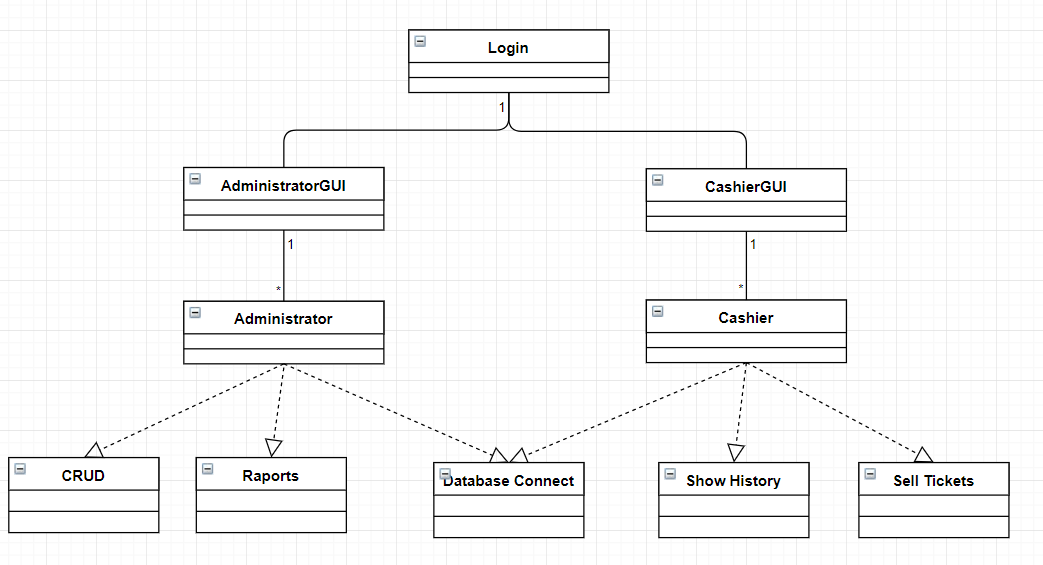 Login
1
AdministratorGUI
CashierGUI
1
1
*
*
Administrator
Cashier
CRUD
Raports
Database Connect
Show History
Sell Tickets